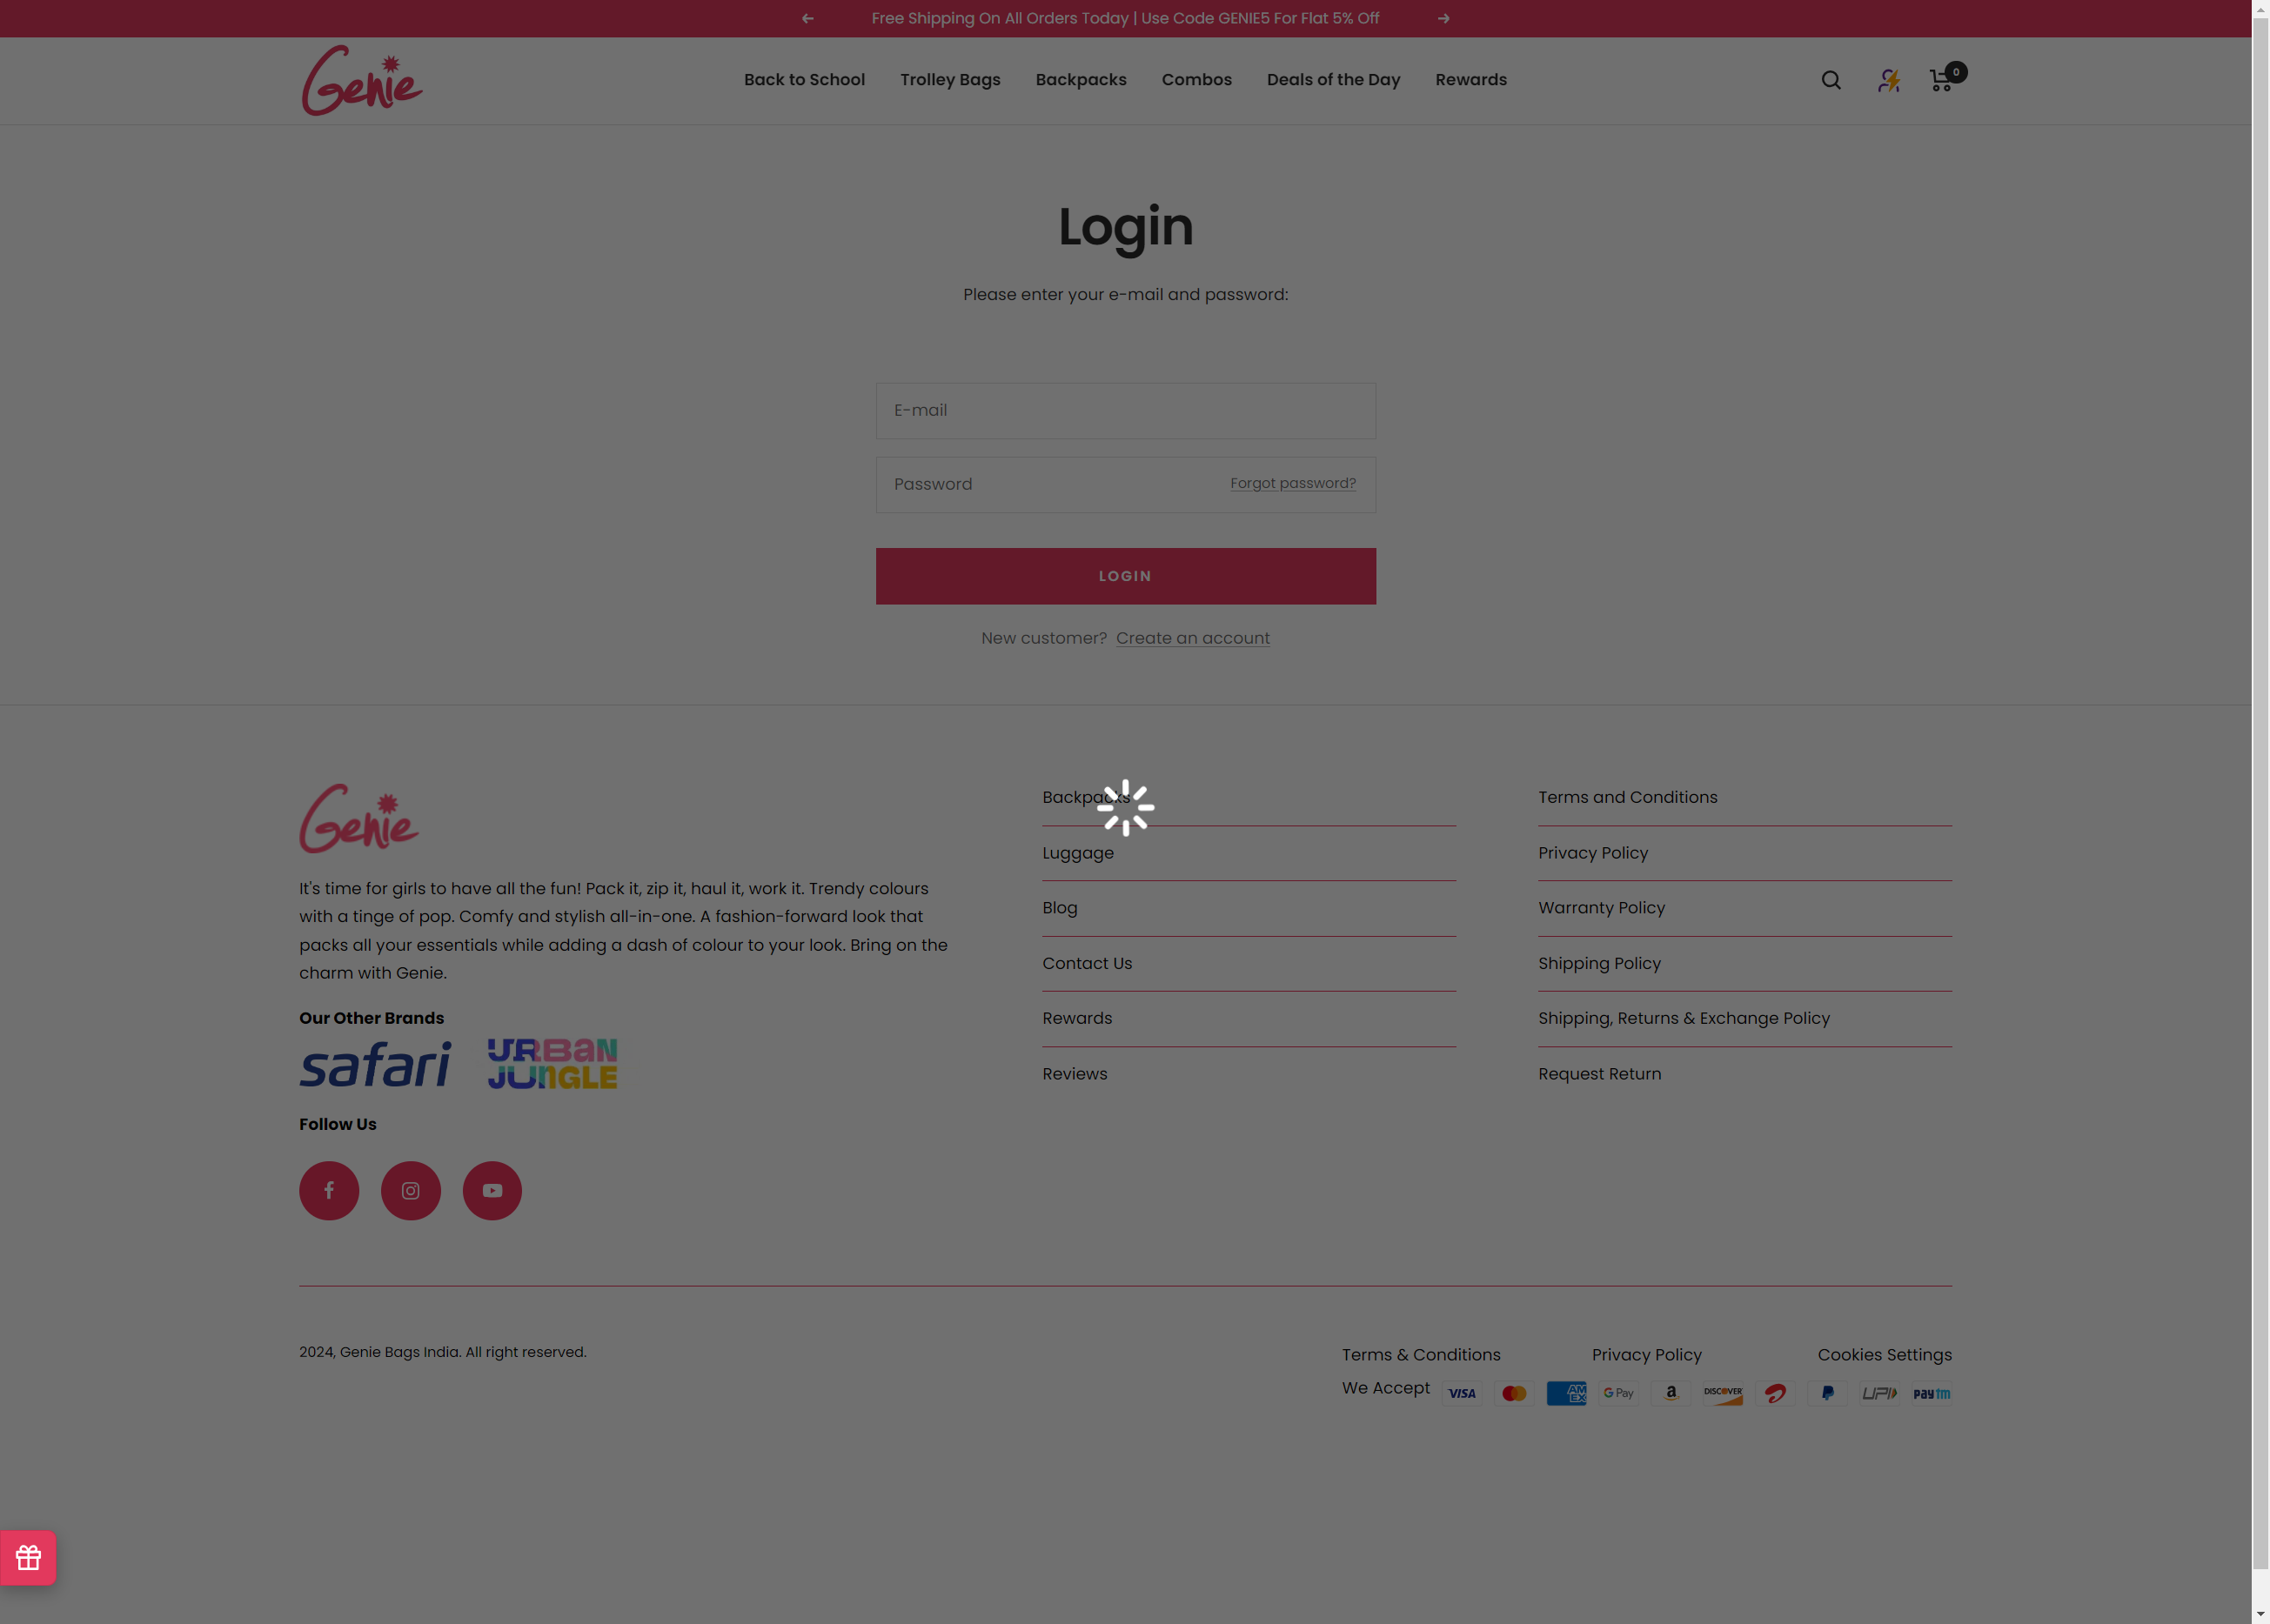 Free Shipping On All Orders Today | Use Code GENIE5 For Flat 5% Off
Genie
Back to School
Trolley Bags
Backpacks
Combos
Deals of the Day
Rewards
0
Login
Please enter your e-mail and password:
E-mail
Password
Forgot password?
LOGIN
New customer? Create an account
Genie
It's time for girls to have all the fun! Pack it, zip it, haul it, work it. Trendy colours
with a tinge of pop. Comfy and stylish all-in-one. A fashion-forward look that
packs all your essentials while adding a dash of colour to your look. Bring on the
charm with Genie.
Our Other Brands
safari
URBAN
JUNGLE
Follow Us
Backpacks
Luggage
Blog
Contact Us
Rewards
Reviews
Terms and Conditions
Privacy Policy
Warranty Policy
Shipping Policy
Shipping, Returns & Exchange Policy
Request Return
2024, Genie Bags India. All right reserved.
Terms & Conditions
Privacy Policy
Cookies Settings
We Accept
VISA
AM
EX
G Pay
a
DISCOVER
UPI
paytm